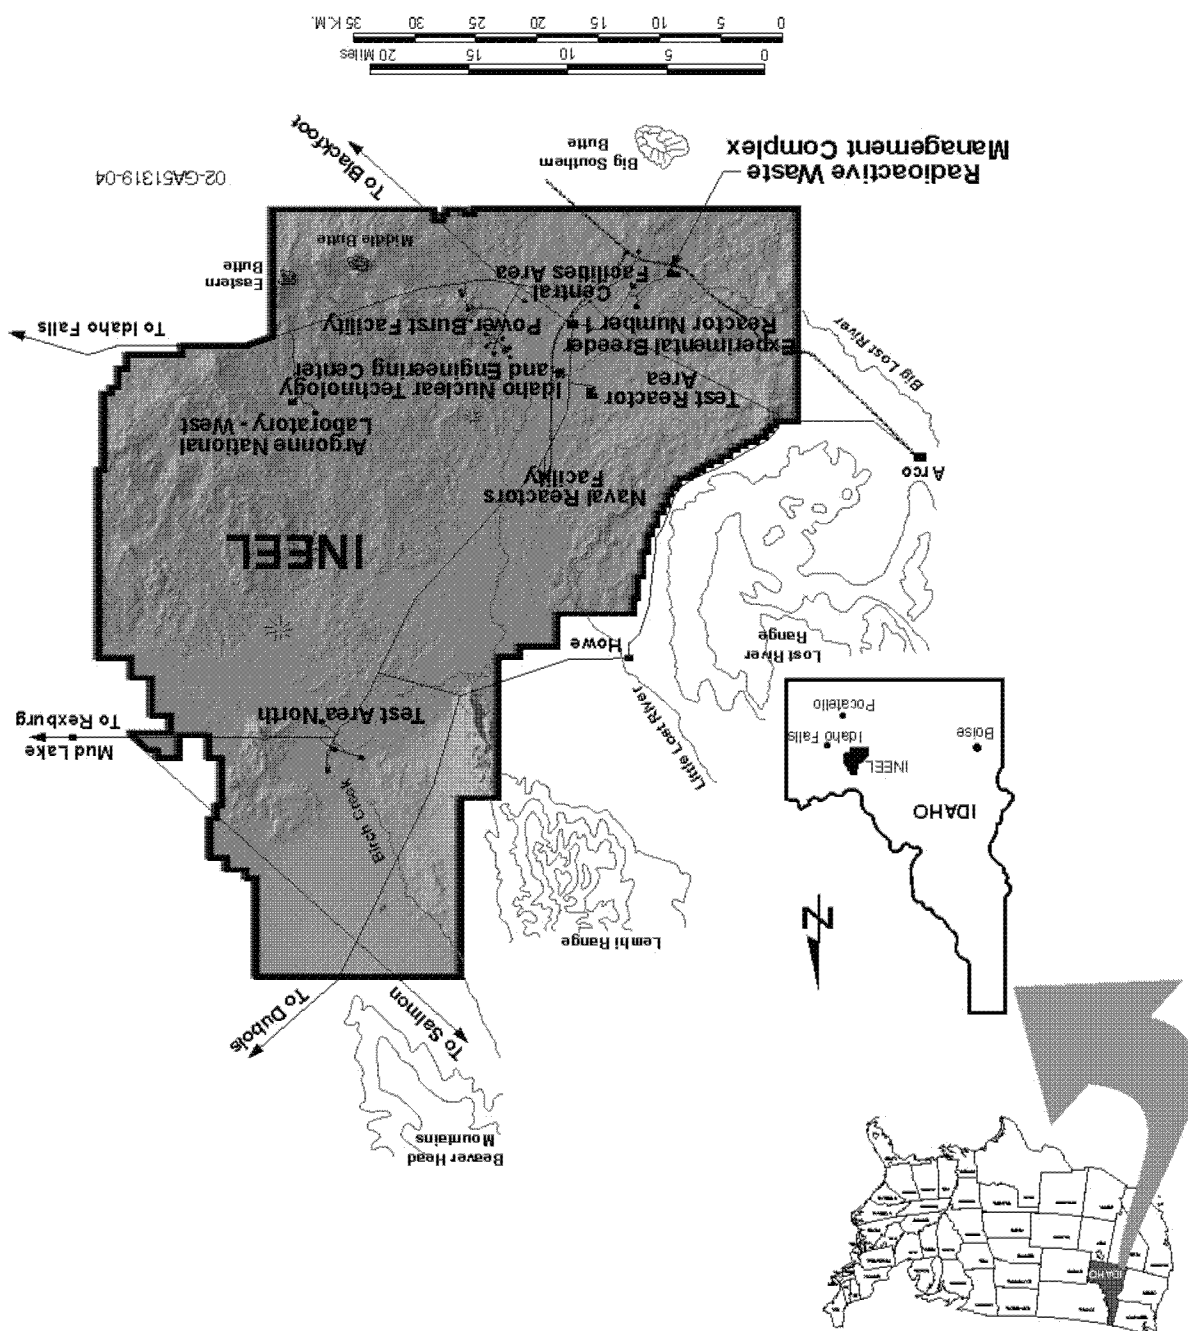 IDAHO
Beaver Head
Mountains
To Salmon
To Dubois
N
Lemhi Range
IDAHO
Boise
INEEL
Idaho Falls
Pocatello
Birch Creek
Mud Lake
To Rexburg
Test Area North
Little Lost River
Howe
Lost River
Range
INEEL
Arco
Naval Reactors
Facility
Argonne National
Laboratory - West
Test Reactor
Area
Idaho Nuclear Technology
and Engineering Center
Big Lost River
Experimental Breeder
Reactor Number 1
Power Burst Facility
To Idaho Falls
Central
Facilities Area
Eastern
Butte
Middle Butte
Radioactive Waste
Management Complex
Big Southern
Butte
To Blackfoot
02-GA51319-04
0 5 10 15 20 Miles
0 5 10 15 20 25 30 35 K.M.